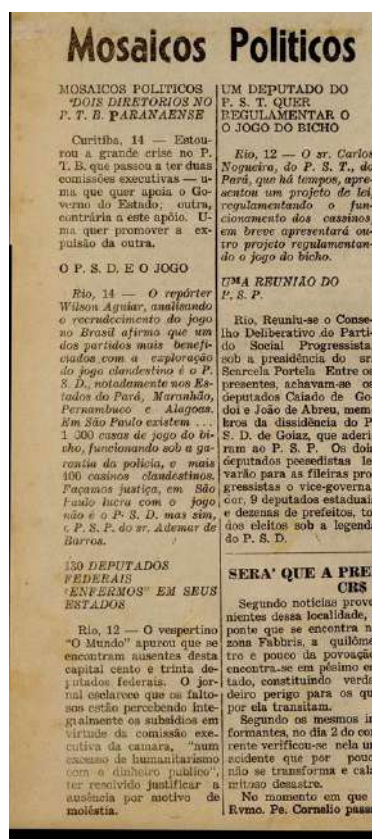 Mosaicos Politicos
MOSAICOS POLITICOS
"DOIS DIRETORIOS NO
P. T. B. PARANAENSE
Curitiba, 14 — Estou-
rou a grande crise no P.
T. B. que passou a ter duas
comissões executivas — u-
ma que quer apoia o Go-
verno do Estado; outra,
contrária a este apôio. U-
ma quer promover a ex-
pulsão da outra.
O P. S. D. E O JOGO
Rio, 14 — O repórter
Wilson Aguiar, analisando
o recrudecimento do jogo
no Brasil afirma que um
dos partidos mais benefi-
ciados com a exploração
do jogo clandestino é o P.
S. D., notadamente nos Es-
tados do Pará, Maranhão,
Pernambuco e Alagoas.
Em São Paulo existem ...
1 300 casas de jogo do bi-
cho, funcionando sob a ga-
rantia da policia, e mais
400 casinos clandestinos.
Façamos justiça, em São
Paulo lucra com o jogo
não é o P. S. D. mas sim,
o P. S. P. do sr. Ademar de
Barros.
130 DEPUTADOS
FEDERAIS
"ENFERMOS" EM SEUS
ESTADOS
Rio, 12 — O vespertino
"O Mundo" apurou que se
encontram ausentes desta
capital cento e trinta de-
putados federais. O jor-
nal esclarece que os falto-
sos estão percebendo inte-
gralmente os subsidios em
virtude da comissão exe-
cutiva da camara, "num
excesso de humanitarismo
com o dinheiro publico",
ter resolvido justificar a
ausência por motivo de
moléstia.
UM DEPUTADO DO
P. S. T. QUER
REGULAMENTAR O
O JOGO DO BICHO
Rio, 12 — O sr. Carlos
Nogueira, do P. S. T., do
Pará, que há tempos, apre-
sentou um projeto de lei,
regulamentando o fun-
cionamento dos cassinos,
em breve apresentará ou-
tro projeto regulamentan-
do o jogo do bicho.
UMA REUNIÃO DO
P. S. P.
Rio, Reuniu-se o Conse-
lho Deliberativo do Parti-
do Social Progressista,
sob a presidência do sr.
Scarcela Portela Entre os
presentes, achavam-se os
deputados Caiado de Go-
doi e João de Abreu, mem-
bros da dissidência do P.
S. D. de Goiaz, que aderi-
ram ao P. S. P. Os dois
deputados peesedistas le
varão para as fileiras pro-
gressistas o vice-governa-
dor, 9 deputados estaduais
e dezenas de prefeitos, to
dos eleitos sob a legenda
do P. S. D.
SERA' QUE A PRE
CR$
Segundo noticias prove
nientes dessa localidade,
ponte que se encontra n
zona Fabbris, a quilôme
tro e pouco da povoação
encontra-se em pésimo es
tado, constituindo verda
deiro perigo para os qu
por ela transitam.
Segundo os mesmos in
formantes, no dia 2 do cor
rente verificou-se nela um
acidente que por pouc
não se transforma e cala
mitoso desastre.
No momento em que
Rvmo. Pe. Cornelio pass